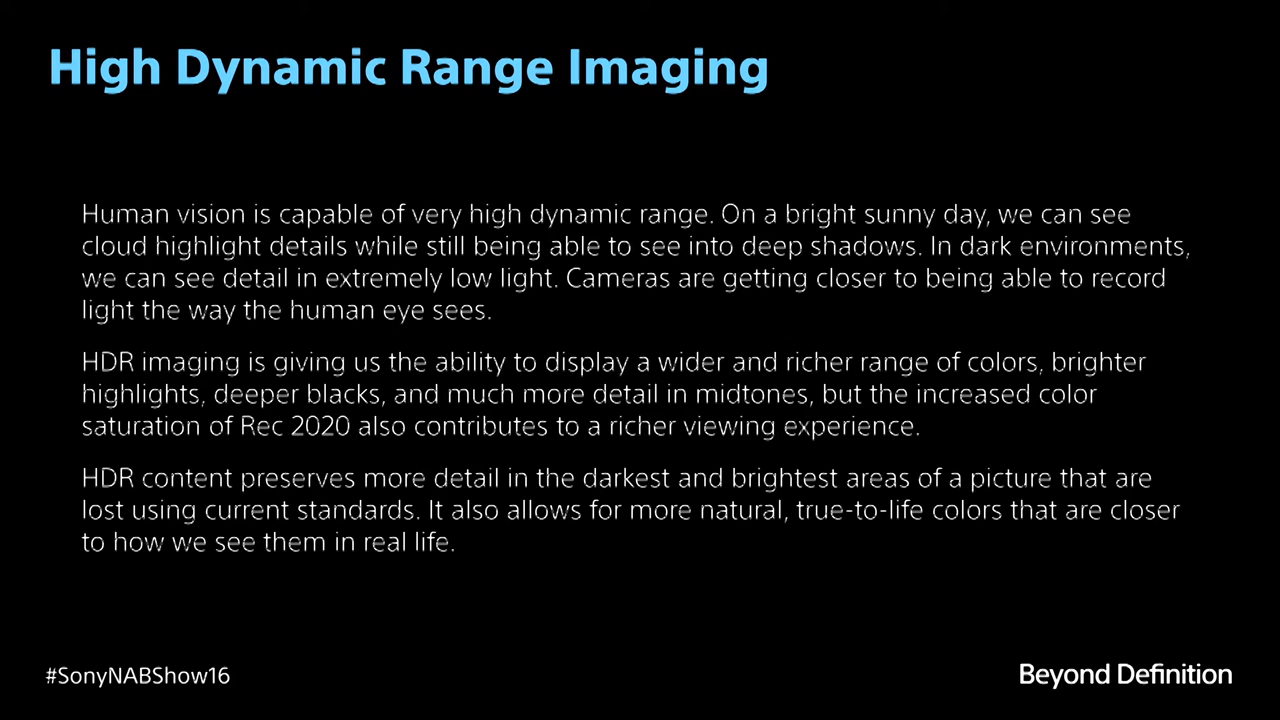 High Dynamic Range Imaging
Human vision is capable of very high dynamic range. On a bright sunny day, we can see
cloud highlight details while still being able to see into deep shadows. In dark environments,
we can see detail in extremely low light. Cameras are getting closer to being able to record
light the way the human eye sees.
HDR imaging is giving us the ability to display a wider and richer range of colors, brighter
highlights, deeper blacks, and much more detail in midtones, but the increased color
saturation of Rec 2020 also contributes to a richer viewing experience.
HDR content preserves more detail in the darkest and brightest areas of a picture that are
lost using current standards. It also allows for more natural, true-to-life colors that are closer
to how we see them in real life.
#SonyNABShow16
Beyond Definition